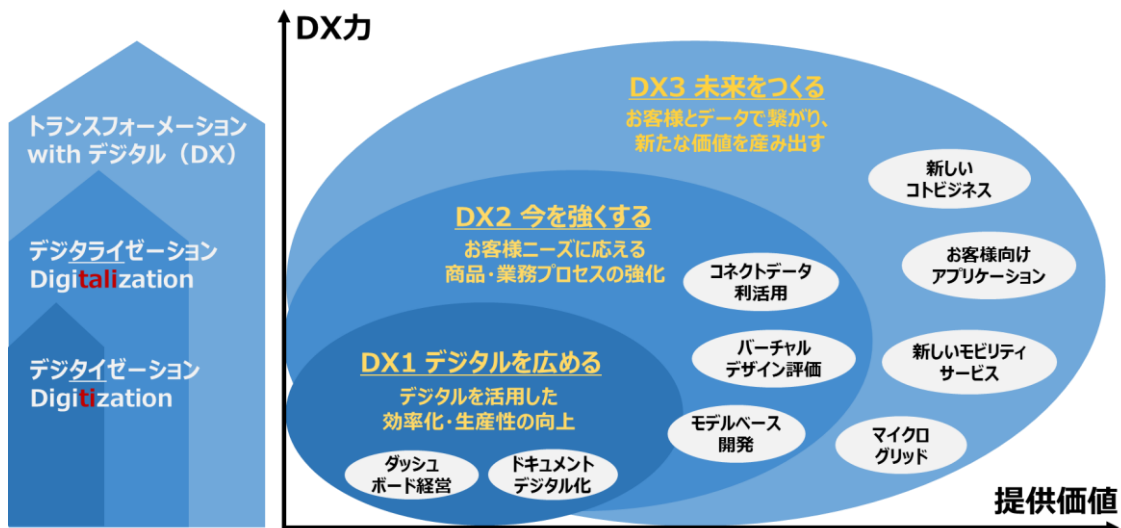 DX力
トランスフォーメーション
with デジタル（DX）
デジタライゼーション
Digitalization
デジタイゼーション
Digitization
DX3 未来をつくる
お客様とデータで繋がり、
新たな価値を産み出す
新しい
コトビジネス
お客様向け
アプリケーション
新しいモビリティ
サービス
マイクロ
グリッド
DX2 今を強くする
お客様ニーズに応える
商品・業務プロセスの強化
コネクトデータ
利活用
バーチャル
デザイン評価
モデルベース
開発
DX1 デジタルを広める
デジタルを活用した
効率化・生産性の向上
ダッシュ
ボード経営
ドキュメント
デジタル化
提供価値